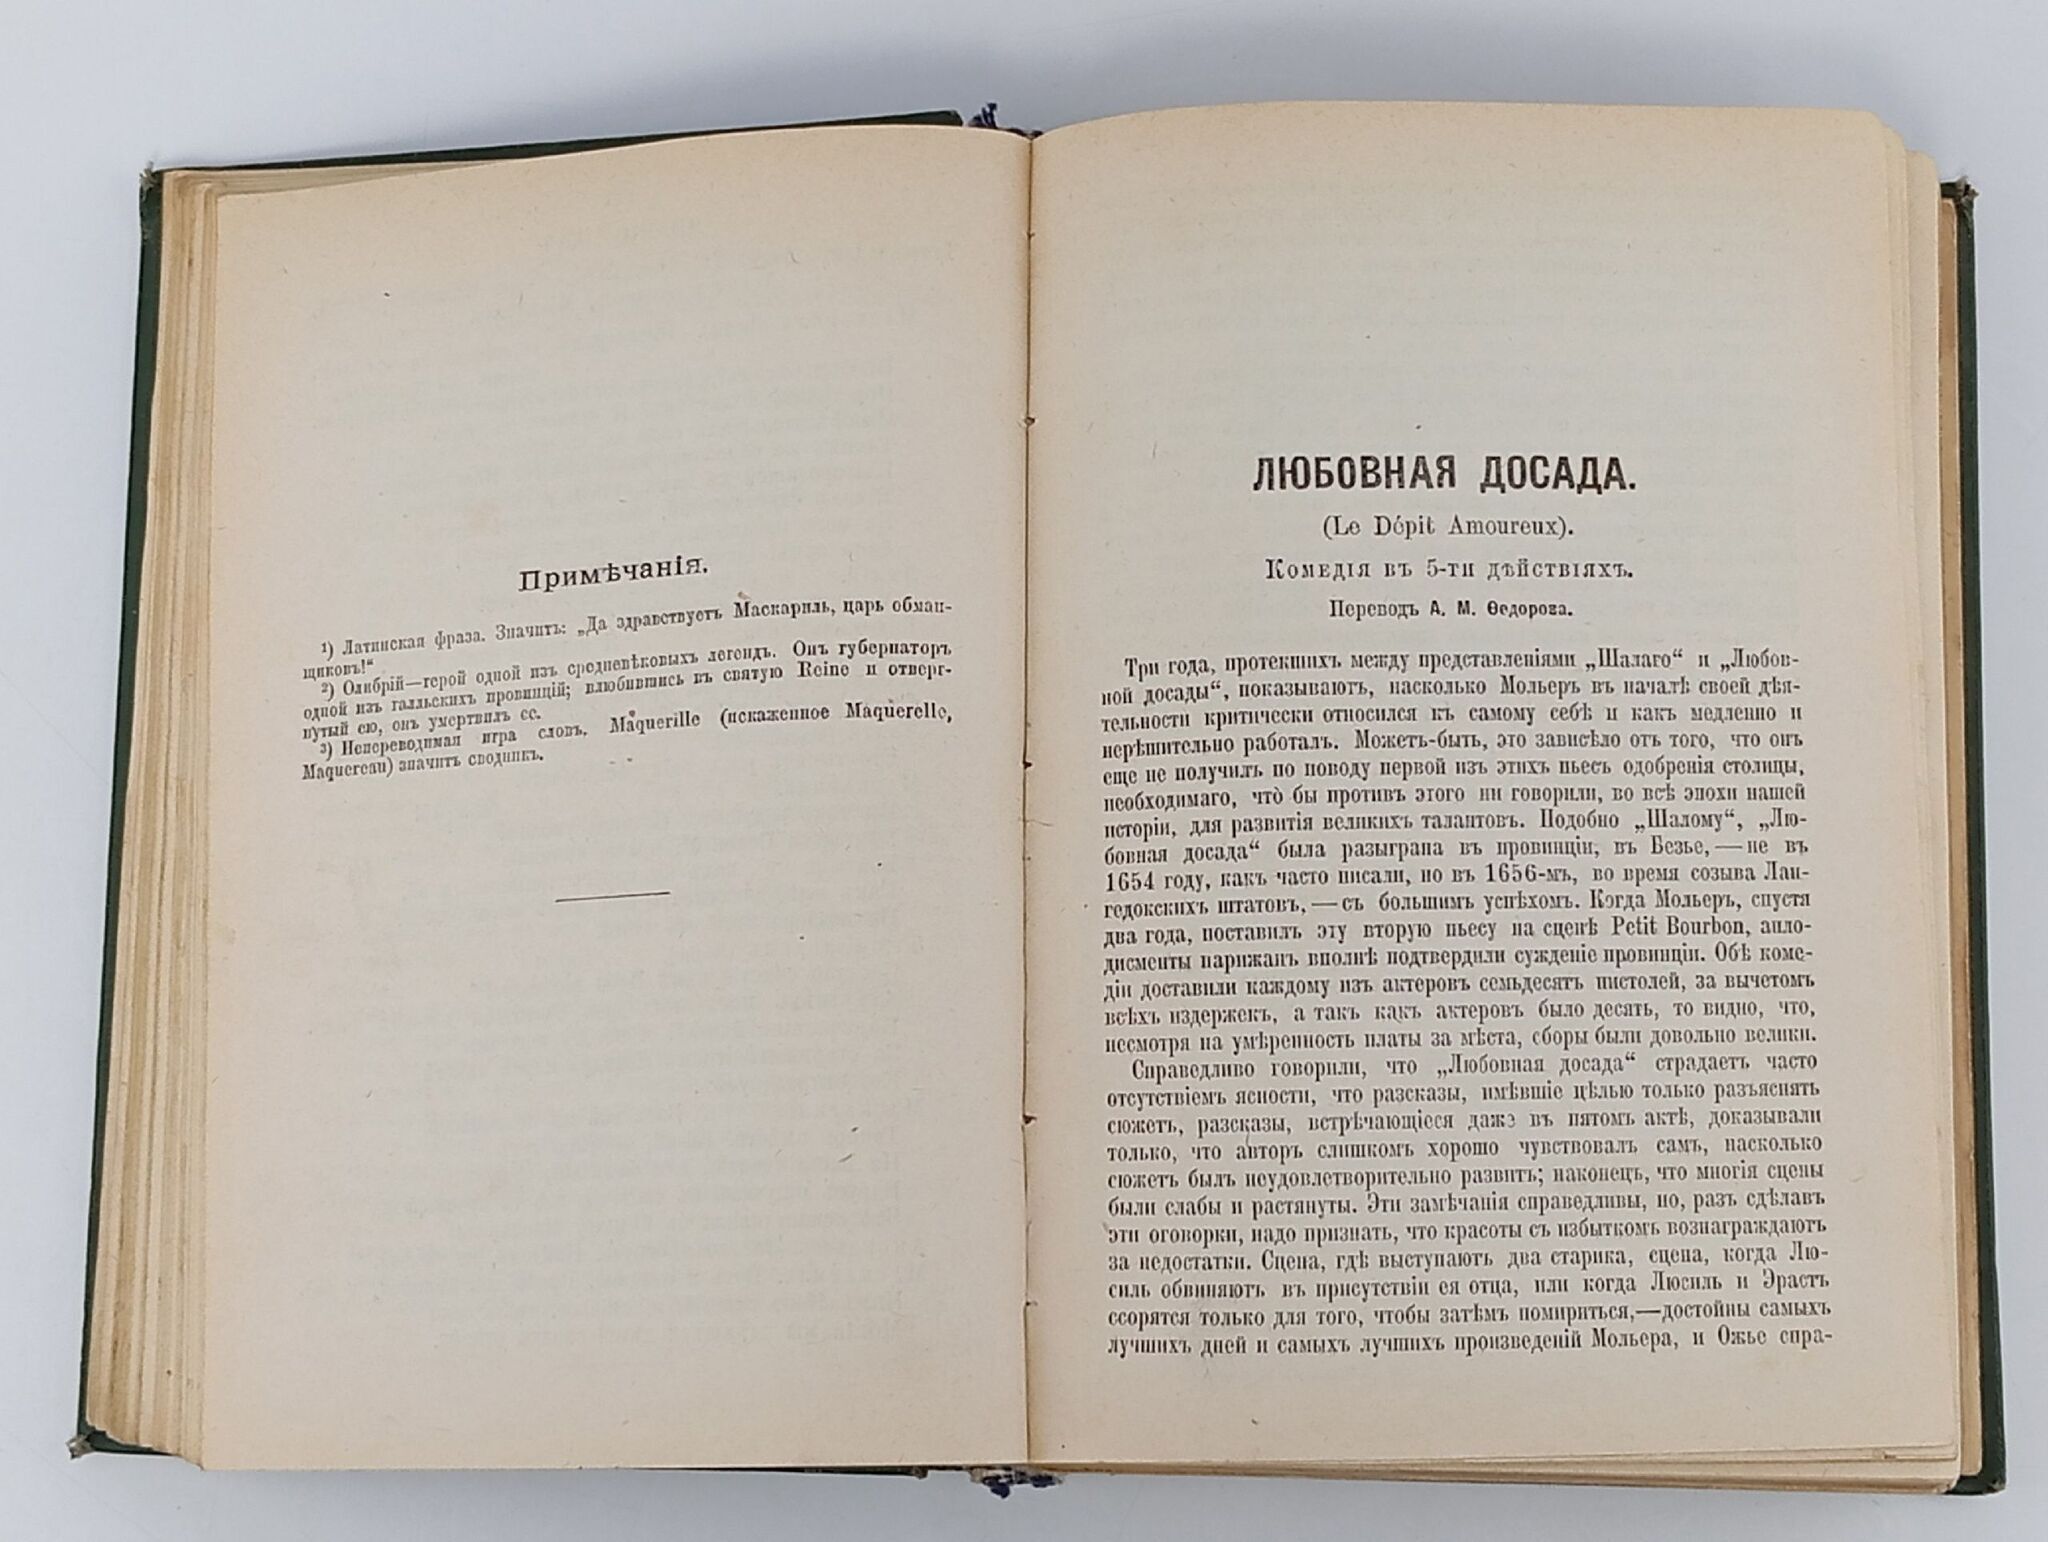 Примѣчанія.
¹) Латинская фраза. Значитъ: „Да здравствуетъ Маскариль, царь обман-
щиковъ!“
²) Олибрій—герой одной изъ средневѣковыхъ легендъ. Онъ губернаторъ
одной изъ галльскихъ провинцій; влюбившись въ святую Reine и отверг-
нутый ею, онъ умертвилъ ее.
³) Непереводимая игра словъ. Maquerille (искаженное Maquerelle,
Maquereau) значитъ сводникъ.
ЛЮБОВНАЯ ДОСАДА.
(Le Dépit Amoureux).
Комедія въ 5-ти дѣйствіяхъ.
Переводъ А. М. Ѳедорова.
Три года, протекшихъ между представленіями „Шалаго“ и „Любов-
ной досады“, показываютъ, насколько Мольеръ въ началѣ своей дѣя-
тельности критически относился къ самому себѣ и какъ медленно и
нерѣшительно работалъ. Можетъ-быть, это зависѣло отъ того, что онъ
еще не получилъ по поводу первой изъ этихъ пьесъ одобренія столицы,
необходимаго, что̀ бы противъ этого ни говорили, во всѣ эпохи нашей
исторіи, для развитія великихъ талантовъ. Подобно „Шалому“, „Лю-
бовная досада“ была разыграна въ провинціи, въ Безье, — не въ
1654 году, какъ часто писали, но въ 1656-мъ, во время созыва Лан-
гедокскихъ штатовъ, — съ большимъ успѣхомъ. Когда Мольеръ, спустя
два года, поставилъ эту вторую пьесу на сценѣ Petit Bourbon, апло-
дисменты парижанъ вполнѣ подтвердили сужденіе провинціи. Обѣ коме-
діи доставили каждому изъ актеровъ семьдесятъ пистолей, за вычетомъ
всѣхъ издержекъ, а такъ какъ актеровъ было десять, то видно, что,
несмотря на умѣренность платы за мѣста, сборы были довольно велики.
Справедливо говорили, что „Любовная досада“ страдаетъ часто
отсутствіемъ ясности, что разсказы, имѣвшіе цѣлью только разъяснять
сюжетъ, разсказы, встрѣчающіеся даже въ пятомъ актѣ, доказывали
только, что авторъ слишкомъ хорошо чувствовалъ самъ, насколько
сюжетъ былъ неудовлетворительно развитъ; наконецъ, что многія сцены
были слабы и растянуты. Эти замѣчанія справедливы, но, разъ сдѣлавъ
эти оговорки, надо признать, что красоты съ избыткомъ вознаграждаютъ
за недостатки. Сцена, гдѣ выступаютъ два старика, сцена, когда Лю-
силь обвиняютъ въ присутствіи ея отца, или когда Люсиль и Эрастъ
ссорятся только для того, чтобы затѣмъ помириться,—достойны самыхъ
лучшихъ дней и самыхъ лучшихъ произведеній Мольера, и Ожье спра-